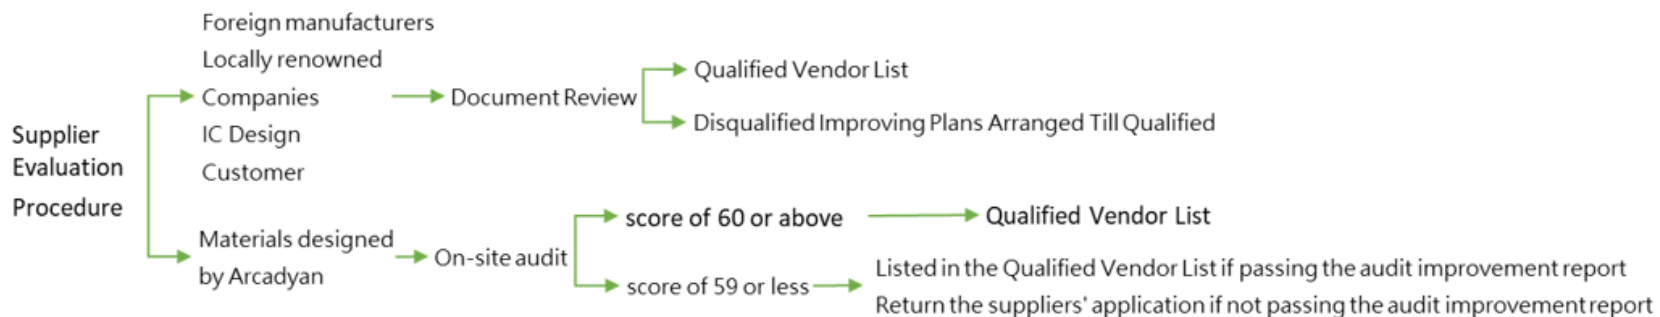 Supplier
Evaluation
Procedure
Foreign manufacturers
Locally renowned
Companies
IC Design
Customer
Document Review
Qualified Vendor List
Disqualified Improving Plans Arranged Till Qualified
Materials designed
by Arcadyan
On-site audit
score of 60 or above
Qualified Vendor List
score of 59 or less
Listed in the Qualified Vendor List if passing the audit improvement report
Return the suppliers' application if not passing the audit improvement report